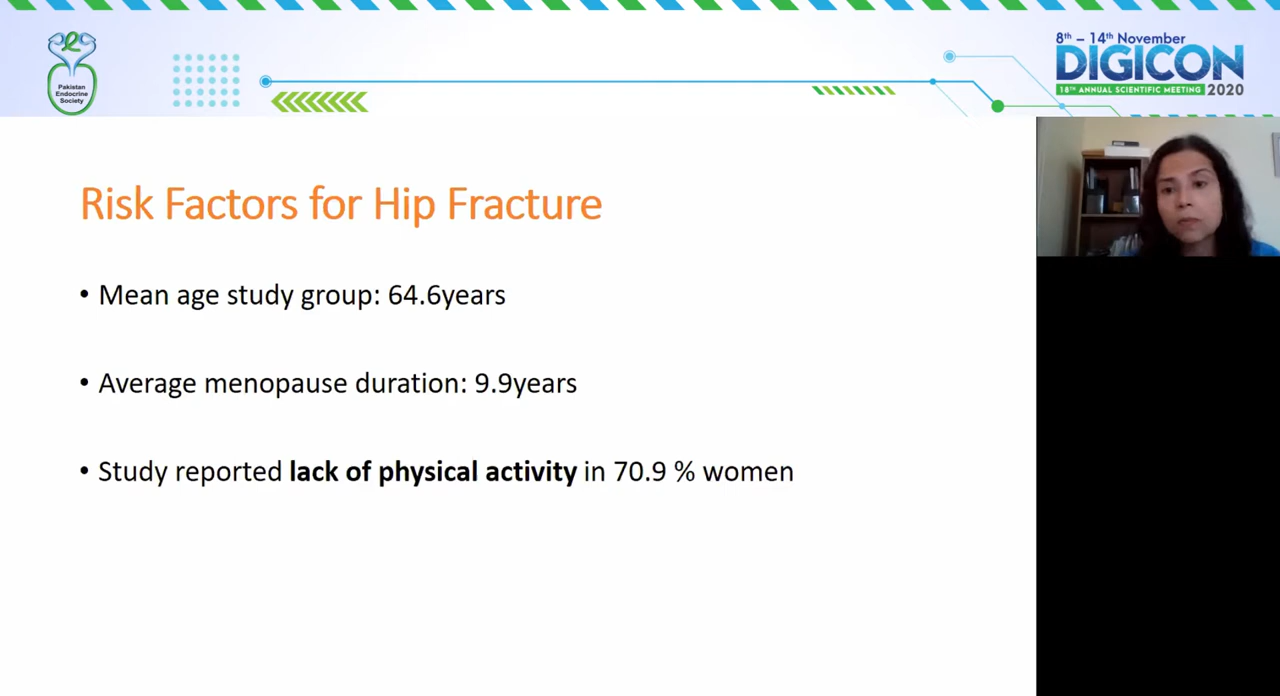 Pakistan
Endocrine
Society
8th – 14th November
DIGICON
18TH ANNUAL SCIENTIFIC MEETING 2020
Risk Factors for Hip Fracture
• Mean age study group: 64.6years
• Average menopause duration: 9.9years
• Study reported lack of physical activity in 70.9 % women